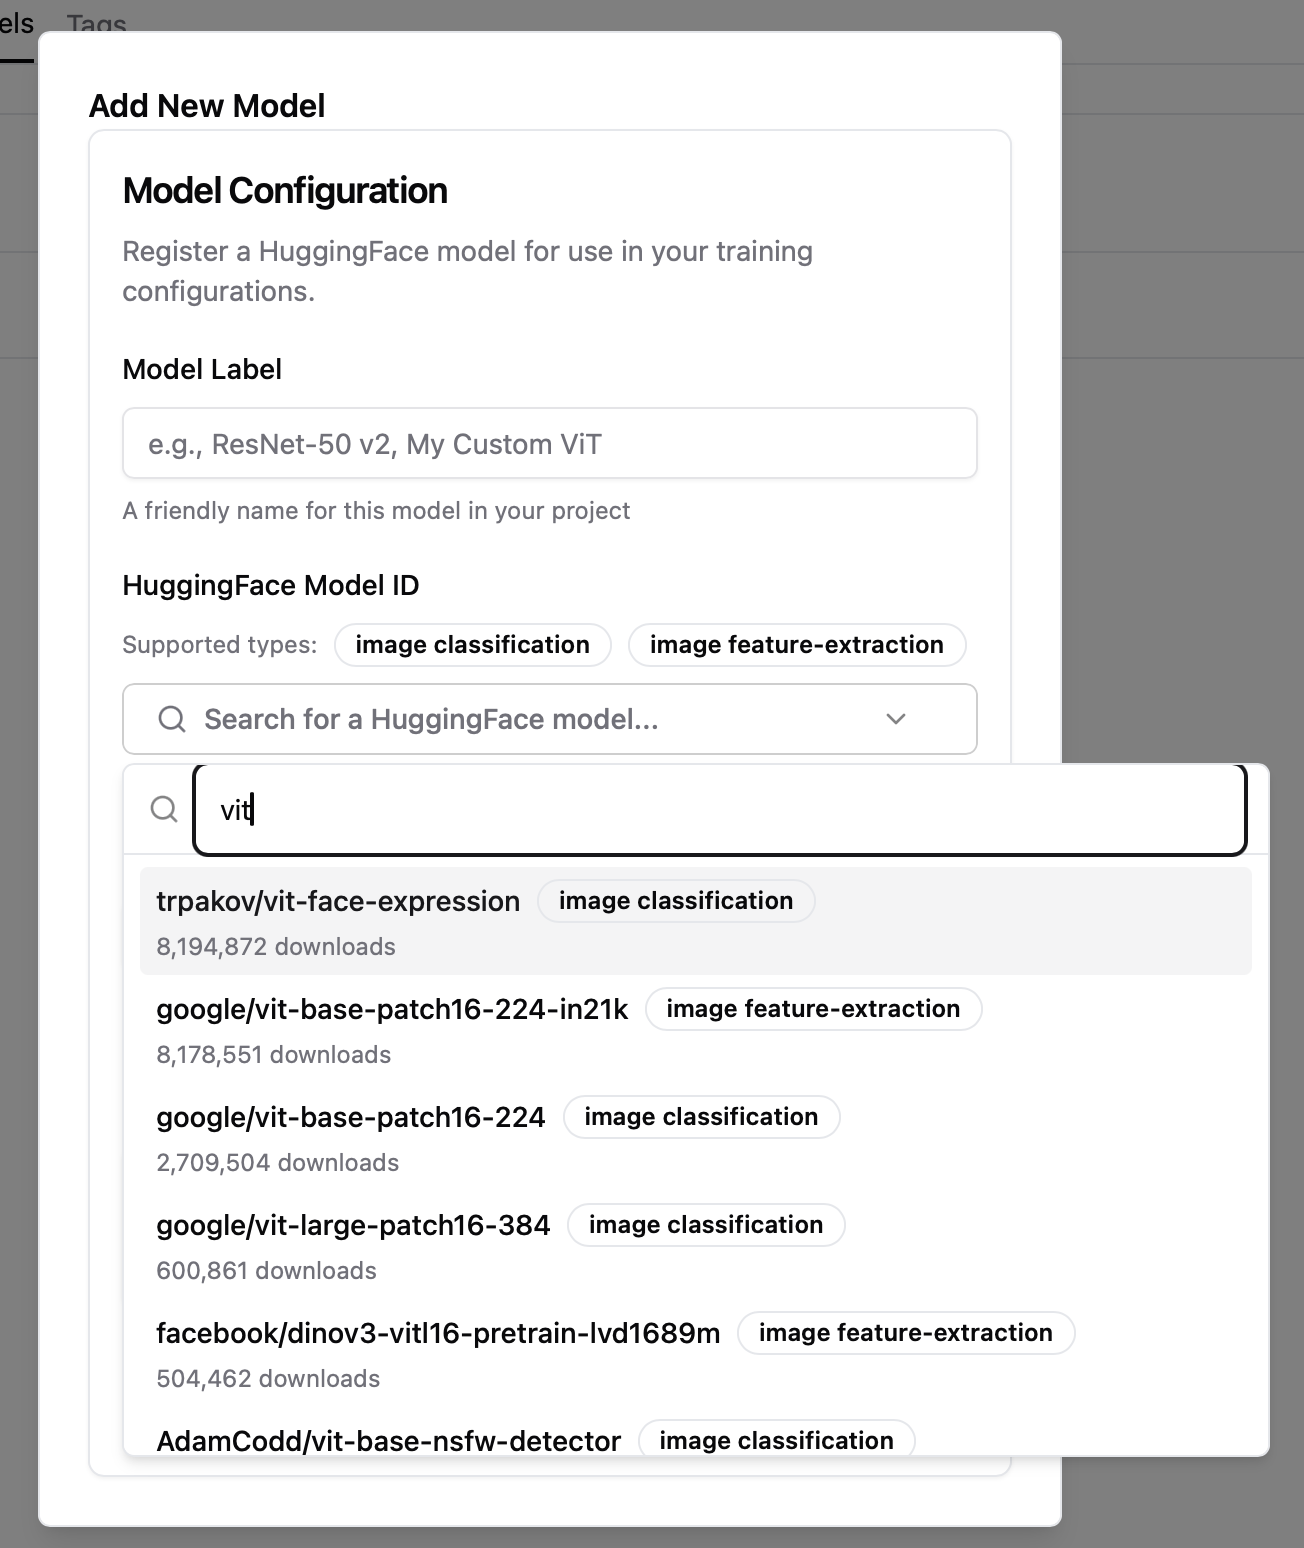 els Tags
Add New Model
Model Configuration
Register a HuggingFace model for use in your training
configurations.
Model Label
e.g., ResNet-50 v2, My Custom ViT
A friendly name for this model in your project
HuggingFace Model ID
Supported types: image classification image feature-extraction
Search for a HuggingFace model...
vit
trpakov/vit-face-expression image classification
8,194,872 downloads
google/vit-base-patch16-224-in21k image feature-extraction
8,178,551 downloads
google/vit-base-patch16-224 image classification
2,709,504 downloads
google/vit-large-patch16-384 image classification
600,861 downloads
facebook/dinov3-vitl16-pretrain-lvd1689m image feature-extraction
504,462 downloads
AdamCodd/vit-base-nsfw-detector image classification